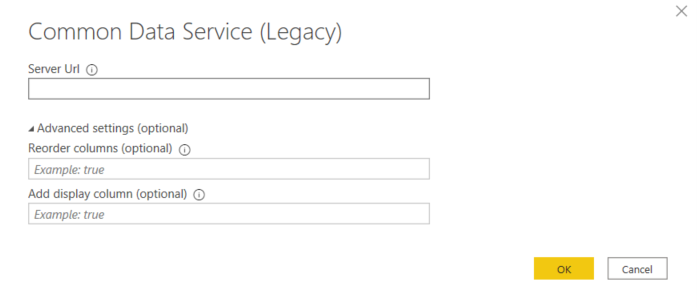 Common Data Service (Legacy)
Server Url
Advanced settings (optional)
Reorder columns (optional)
Example: true
Add display column (optional)
Example: true
OK Cancel